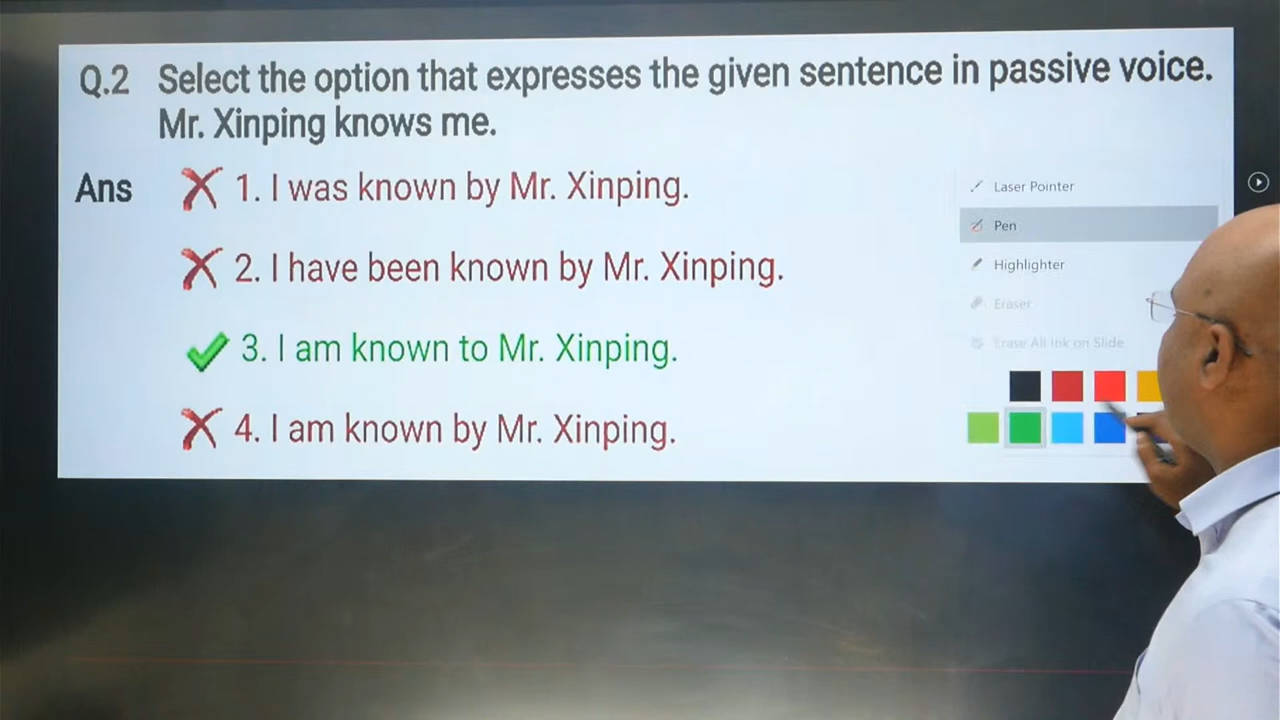 Q.2 Select the option that expresses the given sentence in passive voice.
Mr. Xinping knows me.
Ans 1. I was known by Mr. Xinping.
2. I have been known by Mr. Xinping.
3. I am known to Mr. Xinping.
4. I am known by Mr. Xinping.
Laser Pointer
Pen
Highlighter
Eraser
Erase All Ink on Slide